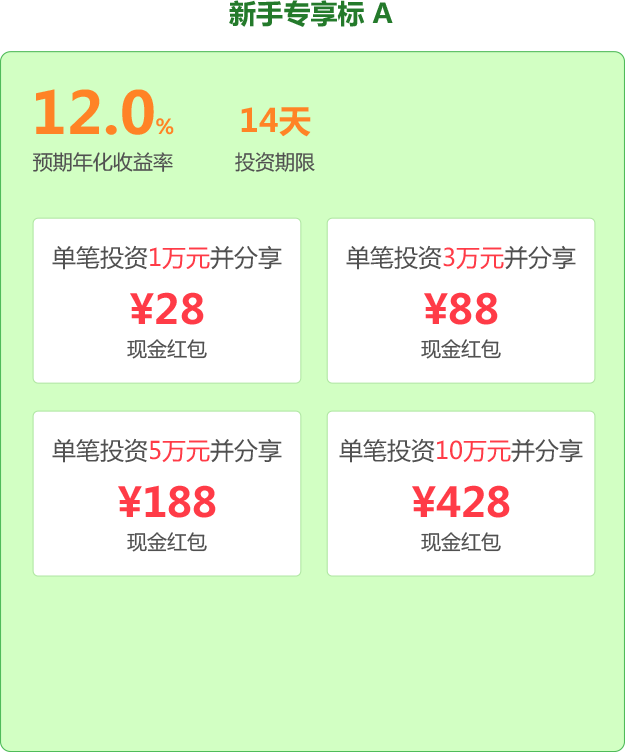 新手专享标 A
12.0% 14天
预期年化收益率 投资期限
单笔投资1万元并分享
¥28
现金红包
单笔投资3万元并分享
¥88
现金红包
单笔投资5万元并分享
¥188
现金红包
单笔投资10万元并分享
¥428
现金红包